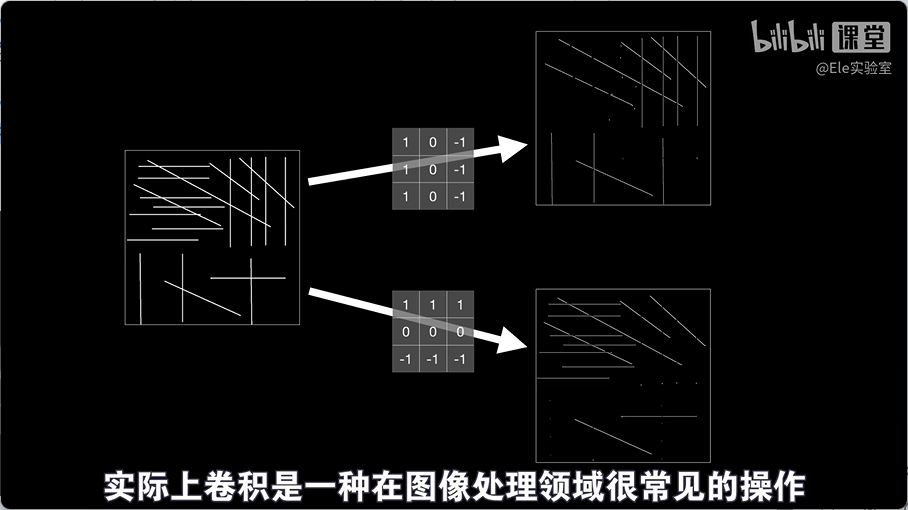 bilibili 课堂
@Ele实验室
1 0 -1
1 0 -1
1 0 -1
1 1 1
0 0 0
-1 -1 -1
实际上卷积是一种在图像处理领域很常见的操作